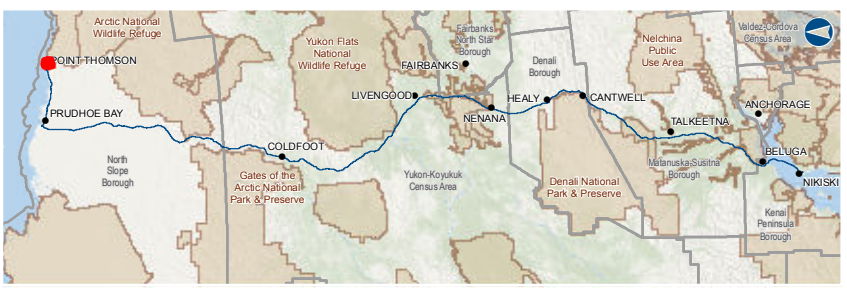 Arctic National
Wildlife Refuge
POINT THOMSON
PRUDHOE BAY
North
Slope
Borough
COLDFOOT
Gates of the
Arctic National
Park & Preserve
Yukon Flats
National
Wildlife Refuge
LIVENGOOD
FAIRBANKS
Fairbanks
North Star
Borough
NENANA
Yukon-Koyukuk
Census Area
Denali
Borough
HEALY
CANTWELL
Denali National
Park & Preserve
Nelchina
Public
Use Area
TALKEETNA
Matanuska-Susitna
Borough
Valdez-Cordova
Census Area
ANCHORAGE
BELUGA
NIKISKI
Kenai
Peninsula
Borough